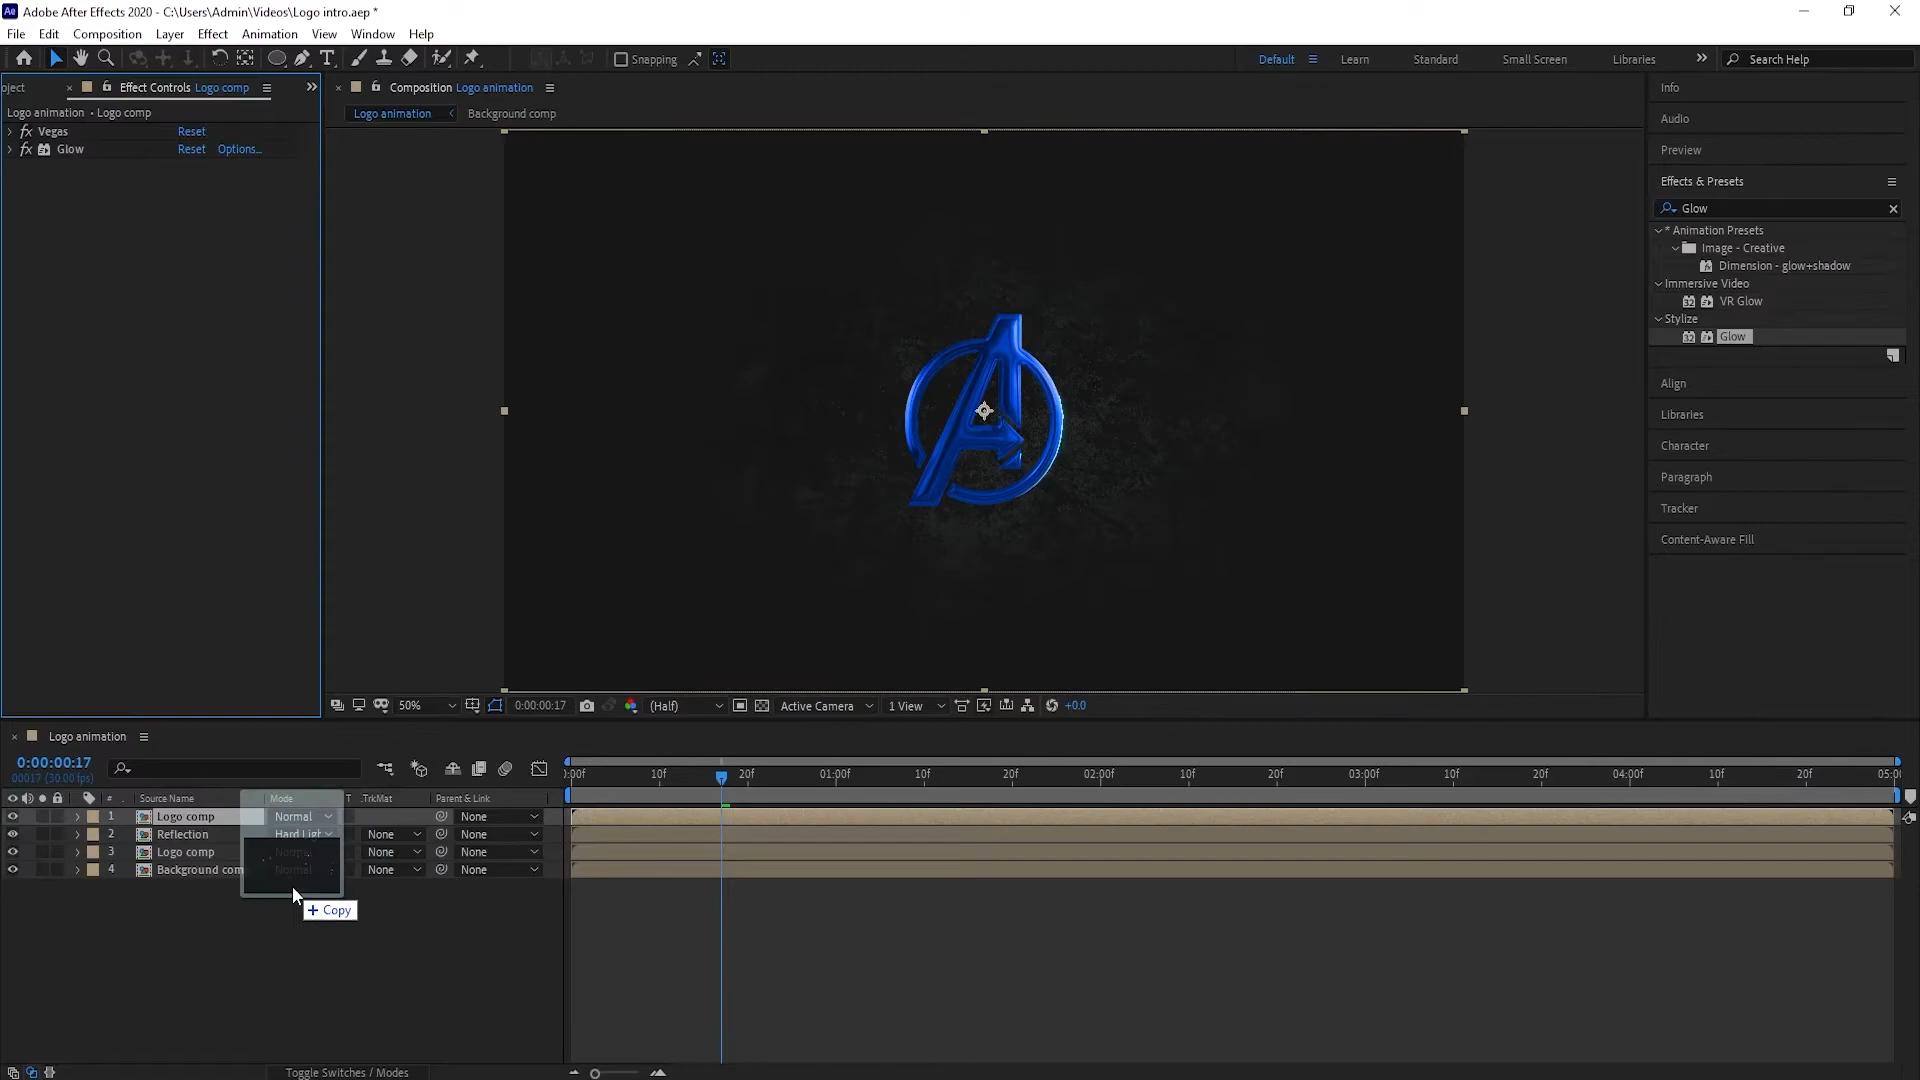 Ae Adobe After Effects 2020 - C:\Users\Admin\Videos\Logo intro.aep *
File Edit Composition Layer Effect Animation View Window Help
Snapping Default Learn Standard Small Screen Libraries Search Help
oject Effect Controls Logo comp
Composition Logo animation
Info
Logo animation • Logo comp
Logo animation Background comp
Audio
fx Vegas Reset
fx Glow Reset Options...
Preview
Effects & Presets
Glow
* Animation Presets
Image - Creative
Dimension - glow+shadow
Immersive Video
32 VR Glow
Stylize
32 Glow
Align
Libraries
Character
Paragraph
Tracker
Content-Aware Fill
50% 0:00:00:17 (Half) Active Camera 1 View +0.0
Logo animation
0:00:00:17
00017 (30.00 fps)
:00f 10f 20f 01:00f 10f 20f 02:00f 10f 20f 03:00f 10f 20f 04:00f 10f 20f 05:00
# . Source Name Mode T .TrkMat Parent & Link
1 Logo comp Normal None
2 Reflection Hard Ligh None None
3 Logo comp Normal None None
4 Background com Normal None None
+ Copy
Toggle Switches / Modes